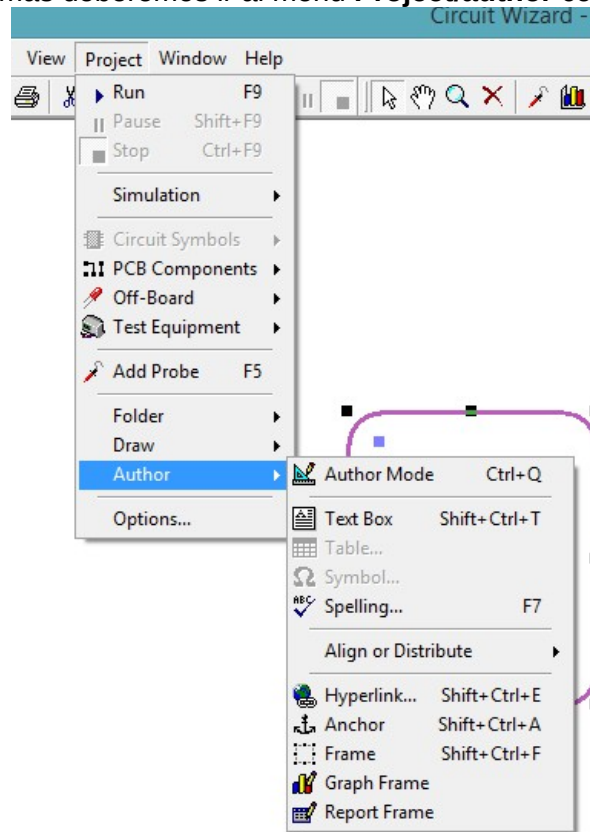 Circuit Wizard -
View Project Window Help
Run F9
Pause Shift+F9
Stop Ctrl+F9
Simulation
Circuit Symbols
PCB Components
Off-Board
Test Equipment
Add Probe F5
Folder
Draw
Author
Options...
Author Mode Ctrl+Q
Text Box Shift+Ctrl+T
Table...
Symbol...
Spelling... F7
Align or Distribute
Hyperlink... Shift+Ctrl+E
Anchor Shift+Ctrl+A
Frame Shift+Ctrl+F
Graph Frame
Report Frame